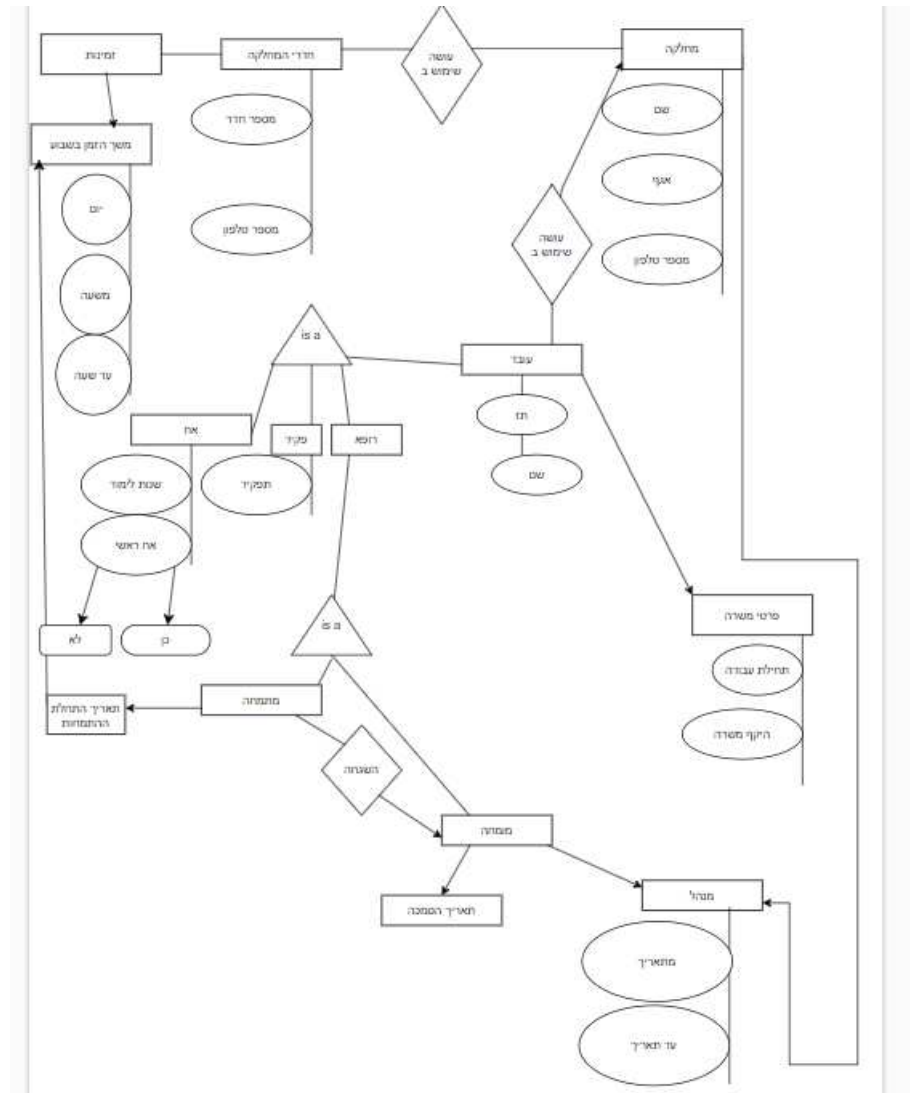 מחלקה
עושה
שימוש ב
חדרי המחלקה
זמינות
משך הזמן בשבוע
מספר חדר
שם
אגף
יום
מספר טלפון
עושה
שימוש ב
מספר טלפון
משעה
is a
עובד
עד שעה
תז
רופא
פקיד
אח
שם
תפקיד
שנות לימוד
אח ראשי
פרטי משרה
is a
כן
לא
תחילת עבודה
מתמחה
תאריך התחלת
ההתמחות
היקף משרה
השגחה
מומחה
מנהל
תאריך הסמכה
מתאריך
עד תאריך